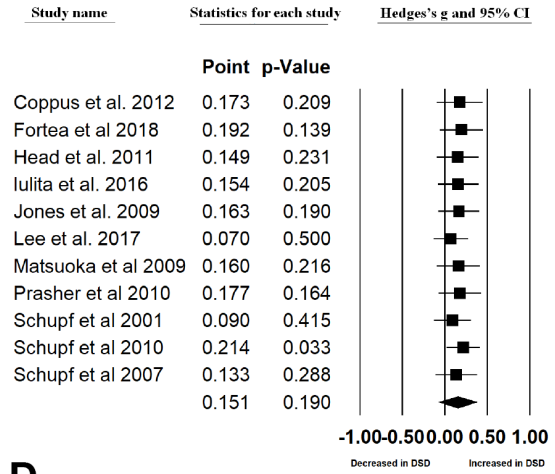 Study name Statistics for each study Hedges's g and 95% CI
Point p-Value
Coppus et al. 2012 0.173 0.209
Fortea et al 2018 0.192 0.139
Head et al. 2011 0.149 0.231
Iulita et al. 2016 0.154 0.205
Jones et al. 2009 0.163 0.190
Lee et al. 2017 0.070 0.500
Matsuoka et al 2009 0.160 0.216
Prasher et al 2010 0.177 0.164
Schupf et al 2001 0.090 0.415
Schupf et al 2010 0.214 0.033
Schupf et al 2007 0.133 0.288
0.151 0.190
-1.00 -0.50 0.00 0.50 1.00
Decreased in DSD Increased in DSD
D